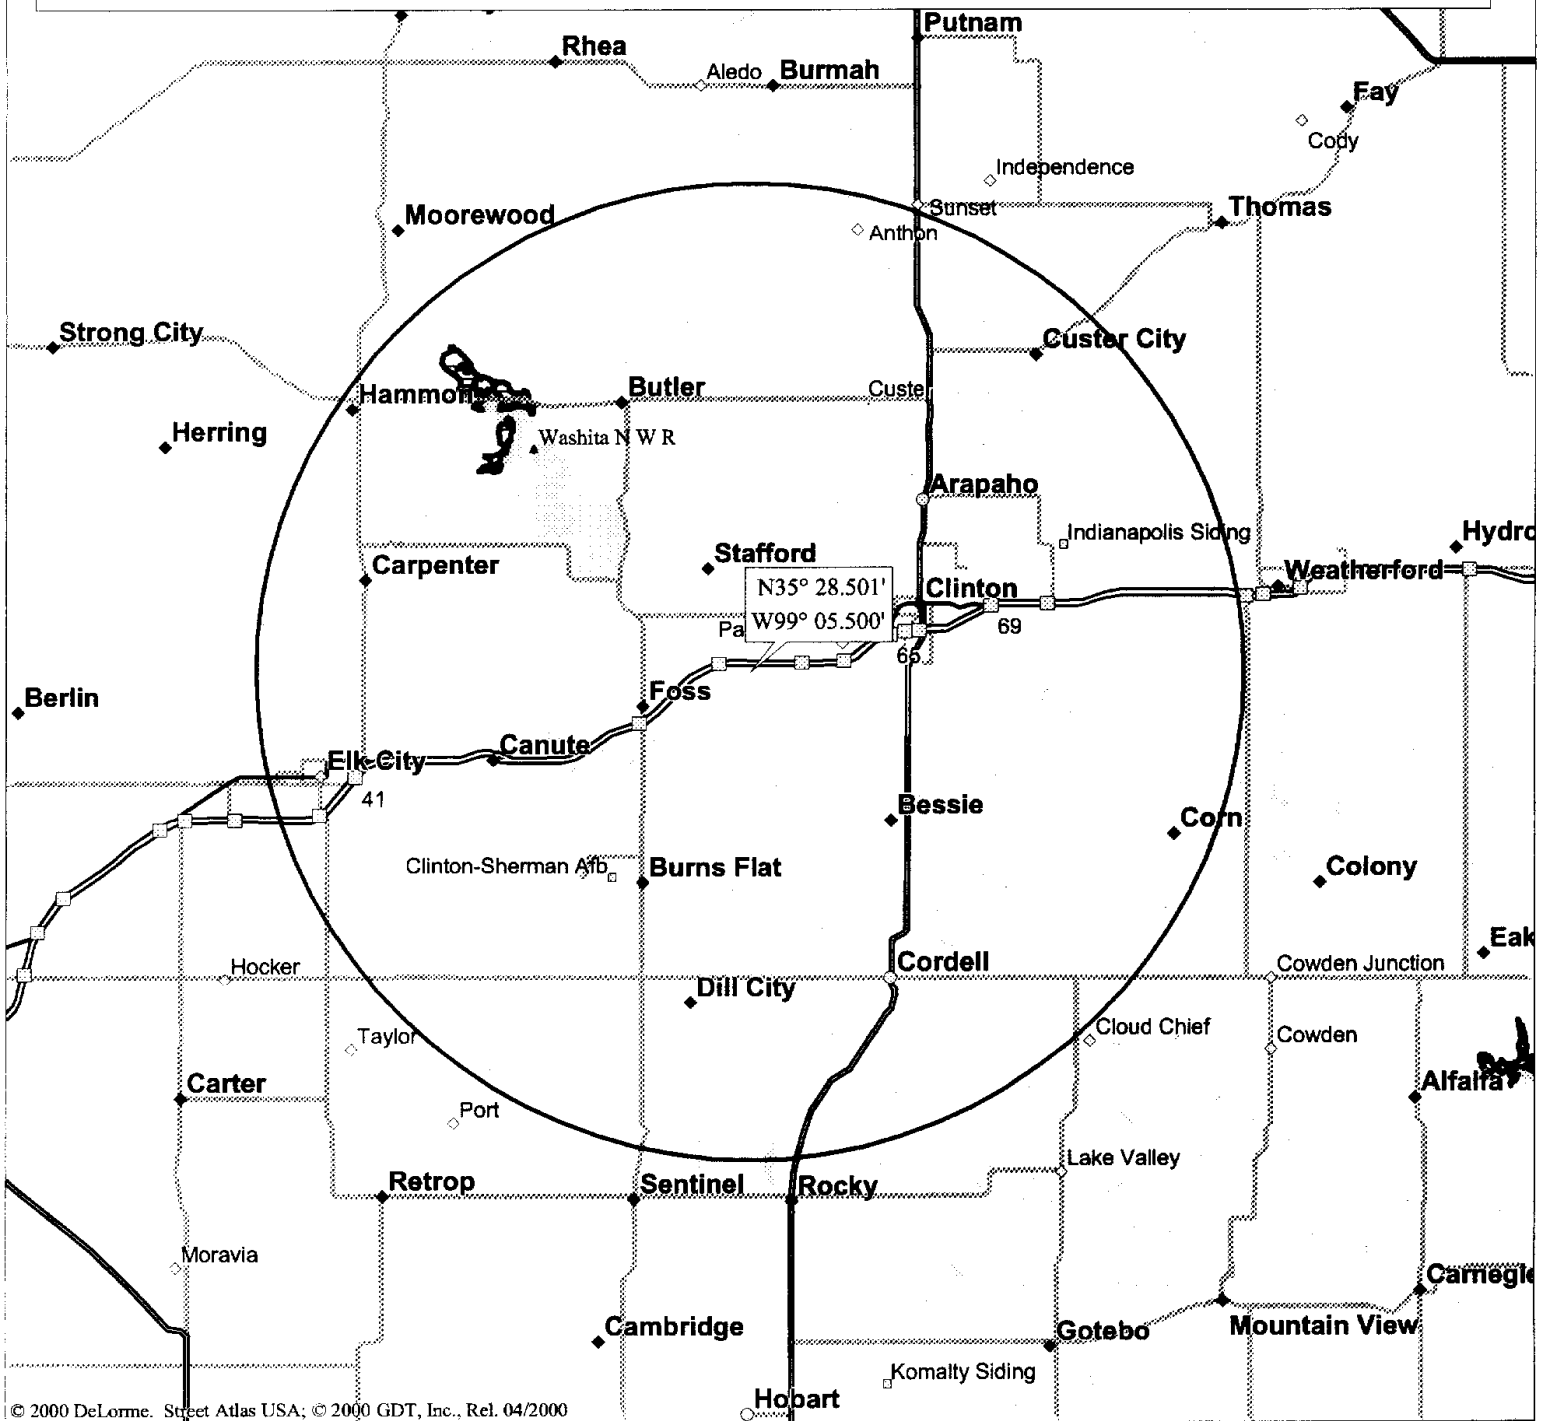 Putnam
Rhea
Aledo
Burmah
Fay
Cody
Independence
Sunset
Thomas
Moorewood
Anthon
Strong City
Custer City
Hammon
Butler
Custe
Herring
Washita N W R
Arapaho
Indianapolis Siding
Hydro
Stafford
Carpenter
Weatherford
N35° 28.501'
W99° 05.500'
Clinton
Pa
69
65
Berlin
Foss
Canute
Elk City
41
Bessie
Corn
Clinton-Sherman Afb
Burns Flat
Colony
Eak
Hocker
Cordell
Cowden Junction
Dill City
Taylor
Cloud Chief
Cowden
Carter
Alfalfa
Port
Lake Valley
Retrop
Sentinel
Rocky
Moravia
Carnegie
Cambridge
Gotebo
Mountain View
Komalty Siding
Hobart
© 2000 DeLorme. Street Atlas USA; © 2000 GDT, Inc., Rel. 04/2000